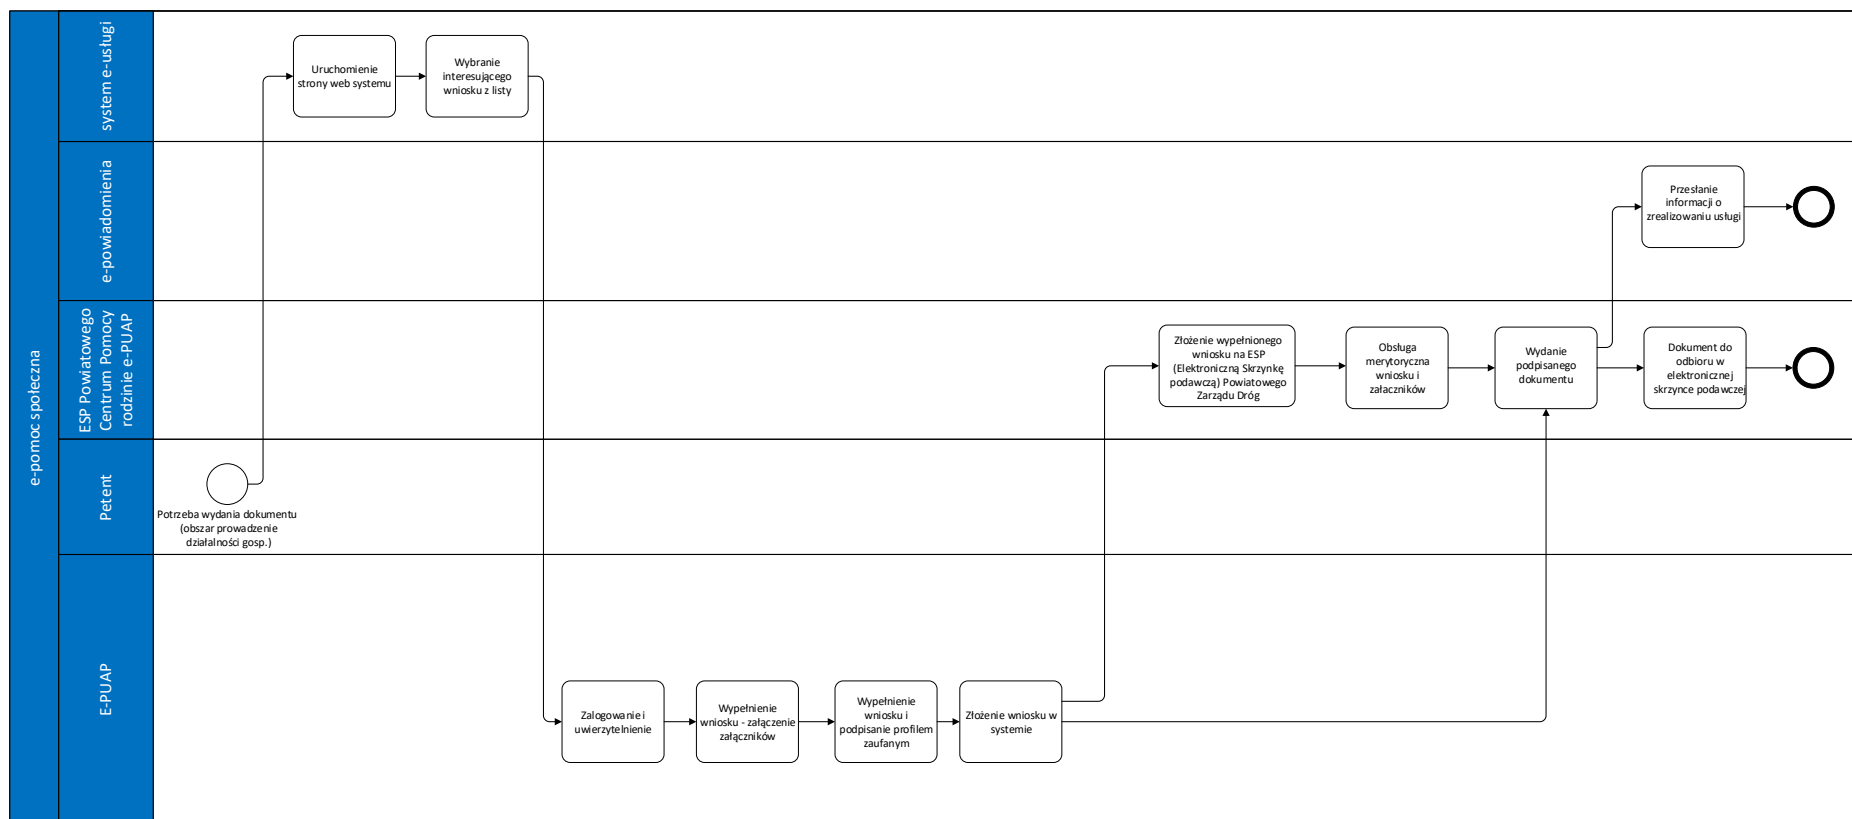 e-pomoc społeczna
system e-usługi
Uruchomienie
strony web systemu
Wybranie
interesującego
wniosku z listy
e-powiadomienia
Przesłanie
informacji o
zrealizowaniu usługi
ESP Powiatowego
Centrum Pomocy
rodzinie e-PUAP
Złożenie wypełnionego
wniosku na ESP
(Elektroniczną Skrzynkę
podawczą) Powiatowego
Zarządu Dróg
Obsługa
merytoryczna
wniosku i
załaczników
Wydanie
podpisanego
dokumentu
Dokument do
odbioru w
elektronicznej
skrzynce podawczej
Petent
Potrzeba wydania dokumentu
(obszar prowadzenie
działalności gosp.)
E-PUAP
Zalogowanie i
uwierzytelnienie
Wypełnienie
wniosku - załączenie
załączników
Wypełnienie
wniosku i
podpisanie profilem
zaufanym
Złożenie wniosku w
systemie